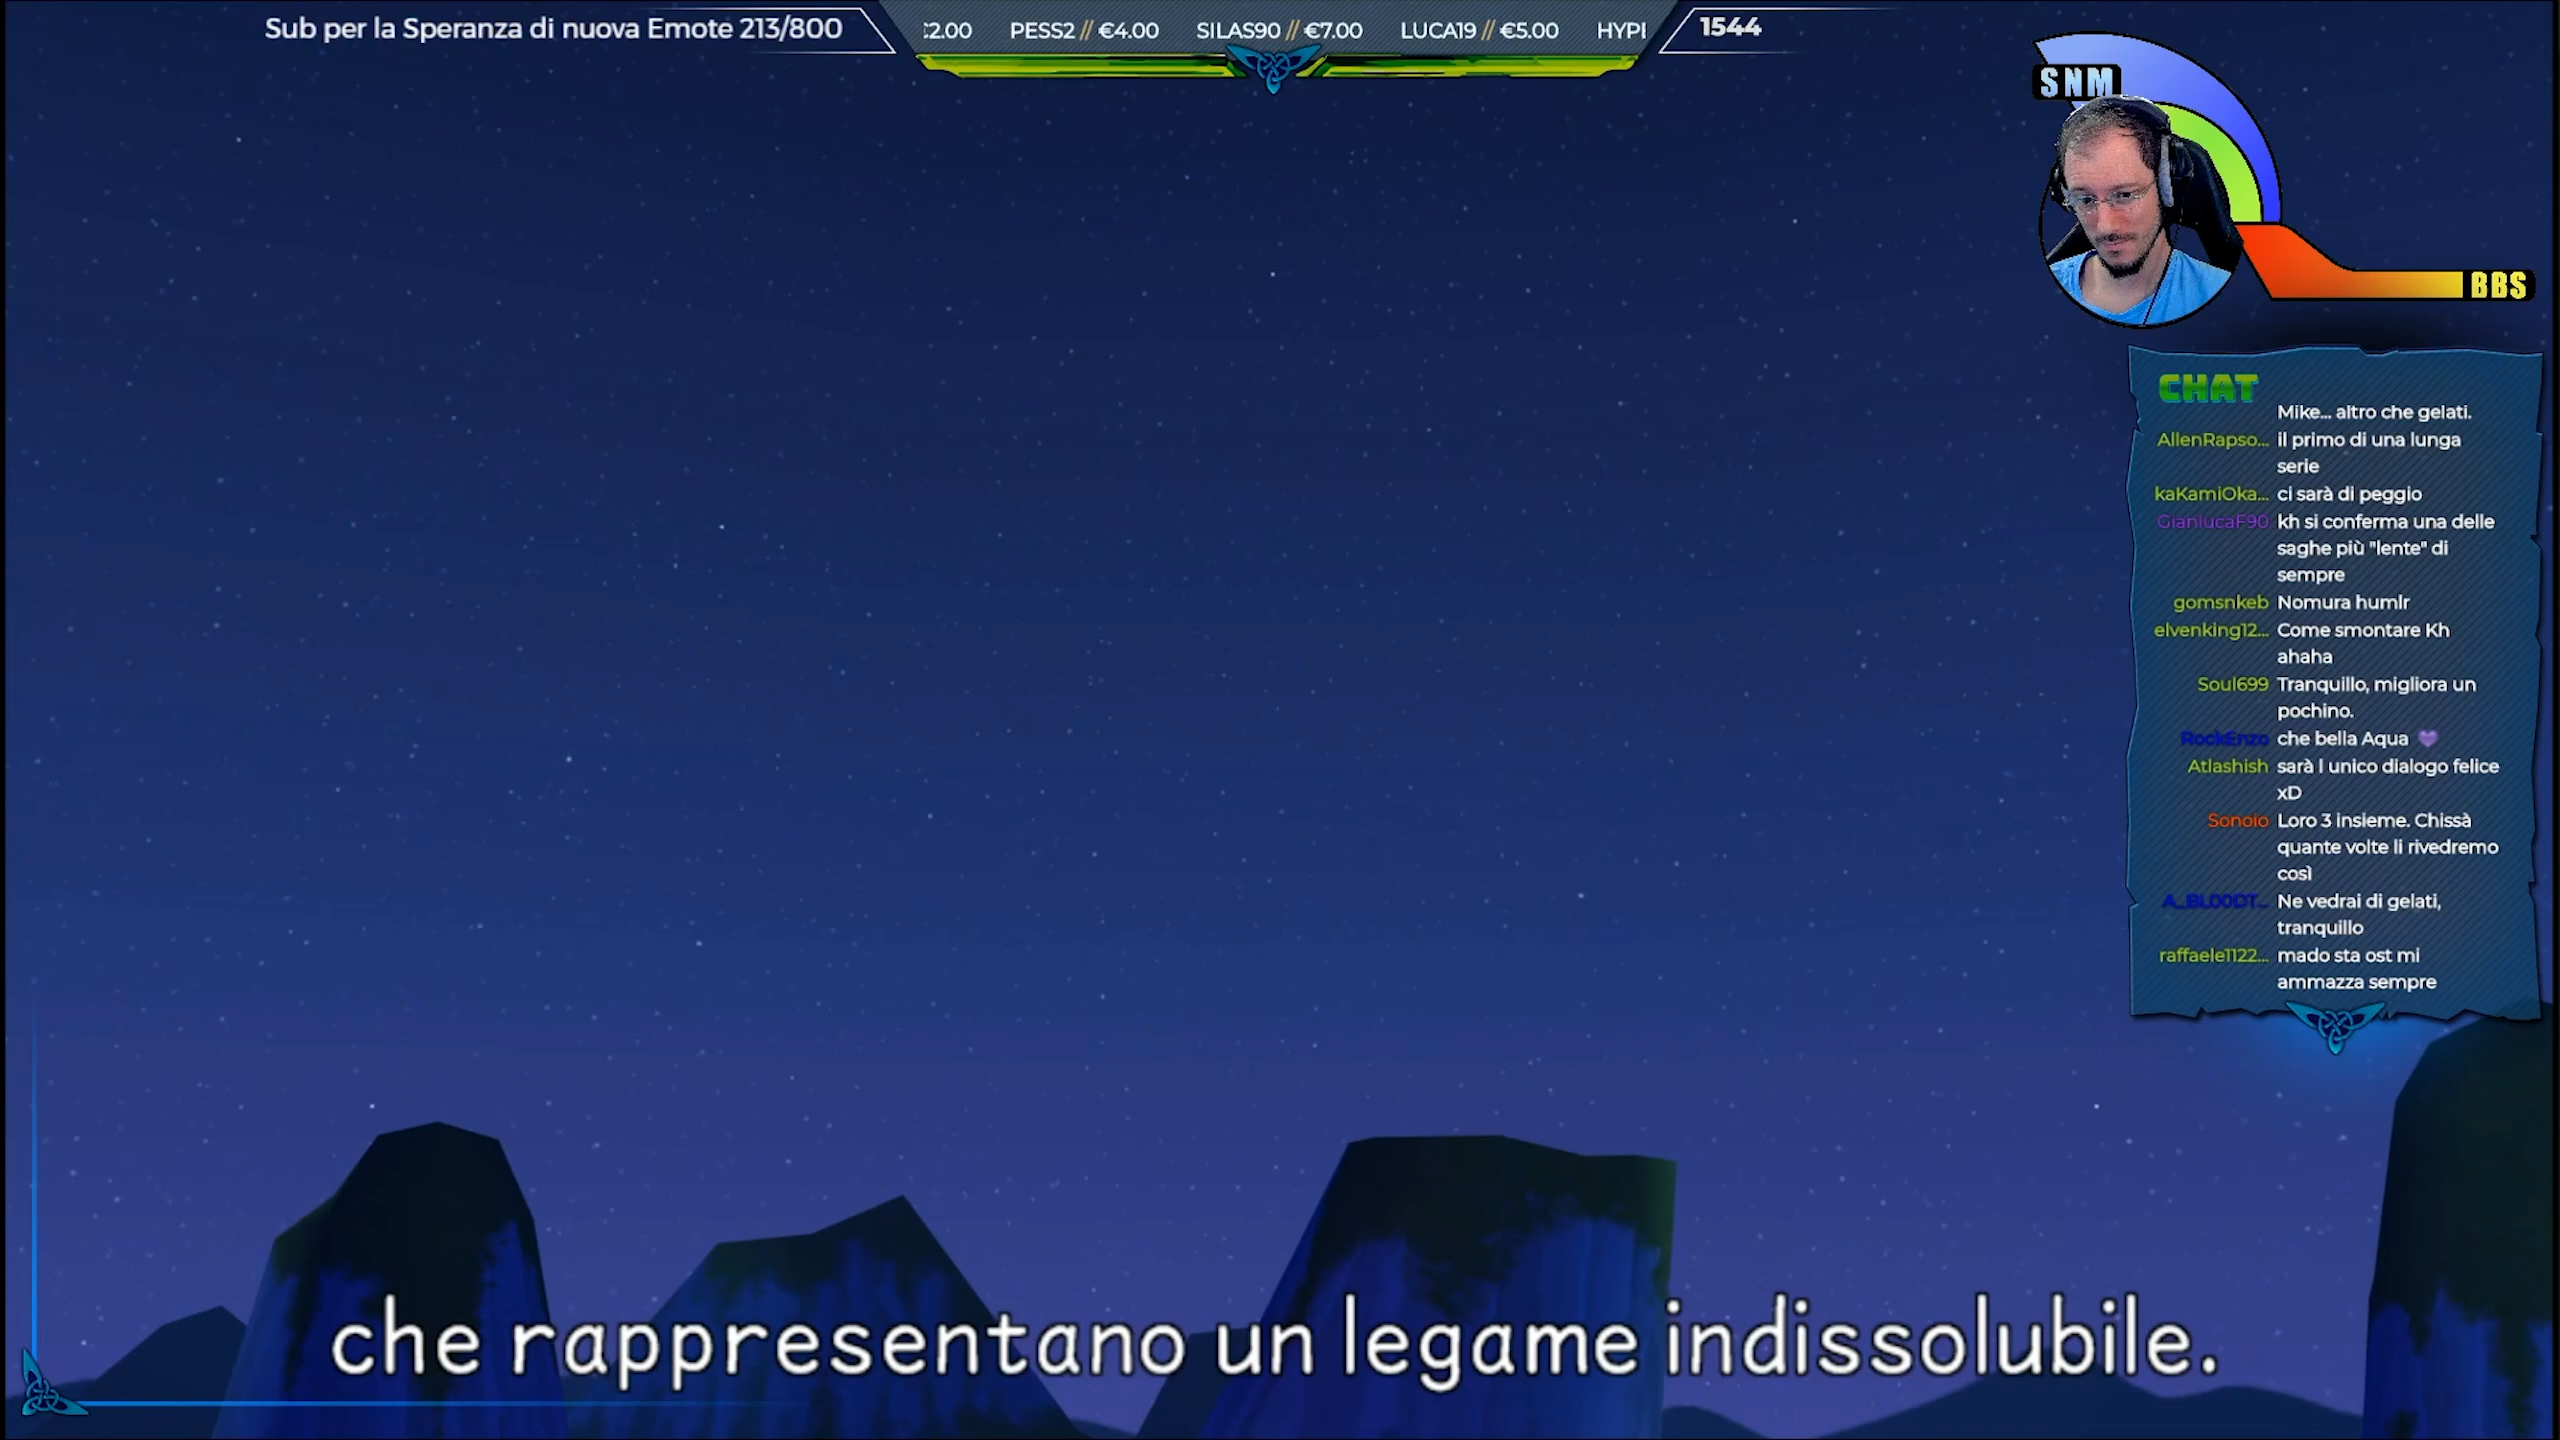 Sub per la Speranza di nuova Emote 213/800
2.00 PESS2 // €4.00 SILAS90 // €7.00 LUCA19 // €5.00 HYPI
1544
SNM
BBS
CHAT
Mike... altro che gelati.
AllenRapso... il primo di una lunga
serie
kaKamiOka... ci sarà di peggio
GianlucaF90 kh si conferma una delle
saghe più "lente" di
sempre
gomsnkeb Nomura humlr
elvenking12... Come smontare Kh
ahaha
Soul699 Tranquillo, migliora un
pochino.
RockEnzo che bella Aqua 💜
Atlashish sarà l unico dialogo felice
xD
Sonoio Loro 3 insieme. Chissà
quante volte li rivedremo
così
A_BL00DT... Ne vedrai di gelati,
tranquillo
raffaele1122... mado sta ost mi
ammazza sempre
che rappresentano un legame indissolubile.